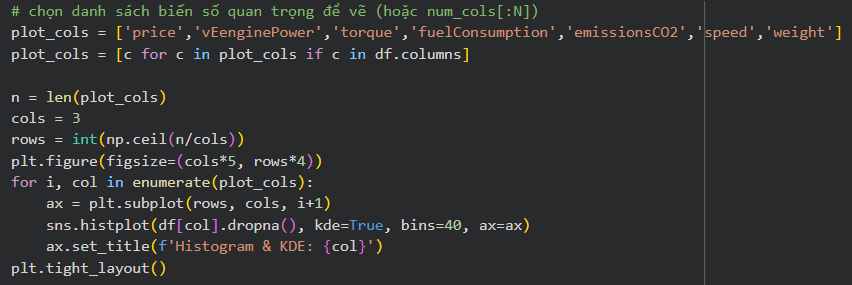 # chọn danh sách biến số quan trọng để vẽ (hoặc num_cols[:N])
plot_cols = ['price','vEenginePower','torque','fuelConsumption','emissionsCO2','speed','weight']
plot_cols = [c for c in plot_cols if c in df.columns]

n = len(plot_cols)
cols = 3
rows = int(np.ceil(n/cols))
plt.figure(figsize=(cols*5, rows*4))
for i, col in enumerate(plot_cols):
    ax = plt.subplot(rows, cols, i+1)
    sns.histplot(df[col].dropna(), kde=True, bins=40, ax=ax)
    ax.set_title(f'Histogram & KDE: {col}')
plt.tight_layout()